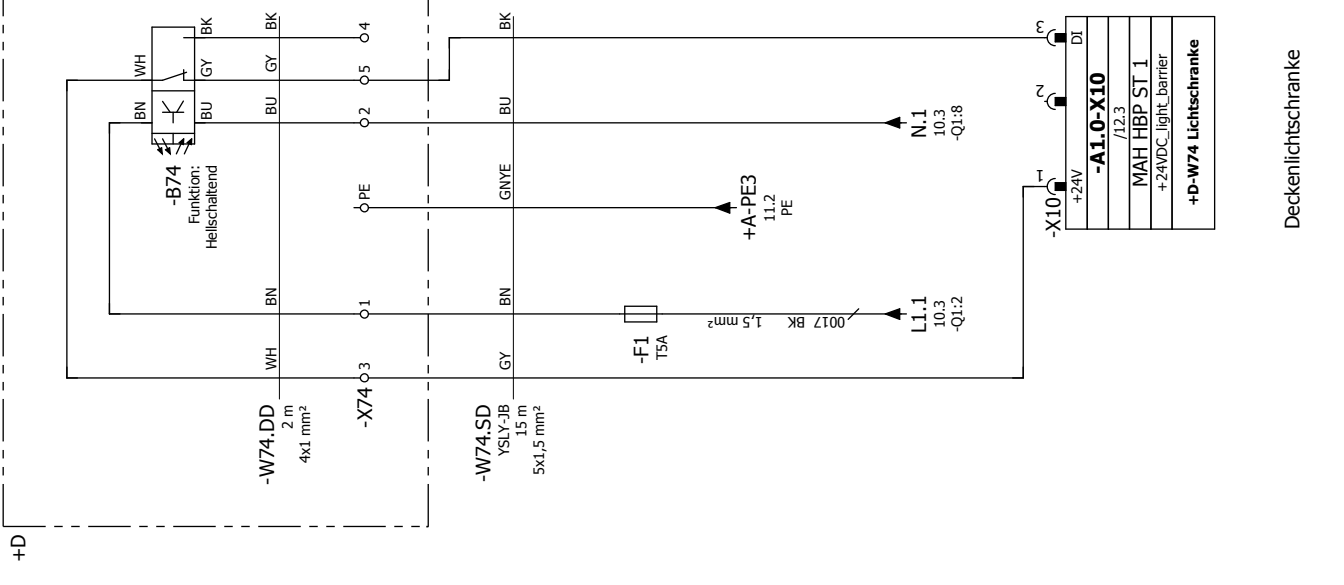 +D
WH
BN
BK
GY
BU
-B74
Funktion:
Hellschaltend
-W74.DD
2 m
4x1 mm²
WH
BN
BU
GY
BK
-X74
3
1
PE
2
5
4
-W74.SD
YSLY-JB
15 m
5x1,5 mm²
GY
BN
GNYE
BU
BK
-F1
T5A
0017 BK 1,5 mm²
L1.1
10.3
-Q1:2
+A-PE3
11.2
PE
N.1
10.3
-Q1:8
-X10
1
2
3
+24V
DI
-A1.0-X10
/12.3
MAH HBP ST 1
+24VDC_light_barrier
+D-W74 Lichtschranke
Deckenlichtschranke